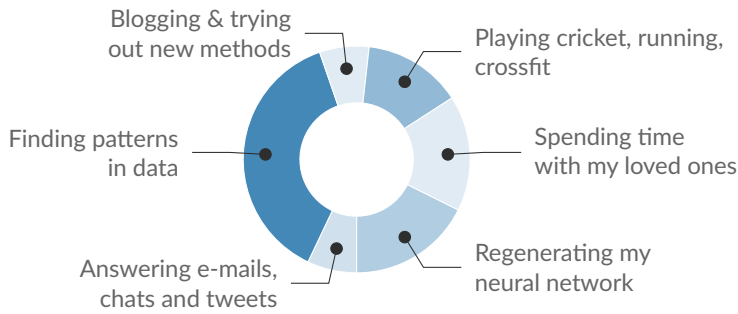 Blogging & trying
out new methods
Playing cricket, running,
crossfit
Finding patterns
in data
Spending time
with my loved ones
Answering e-mails,
chats and tweets
Regenerating my
neural network